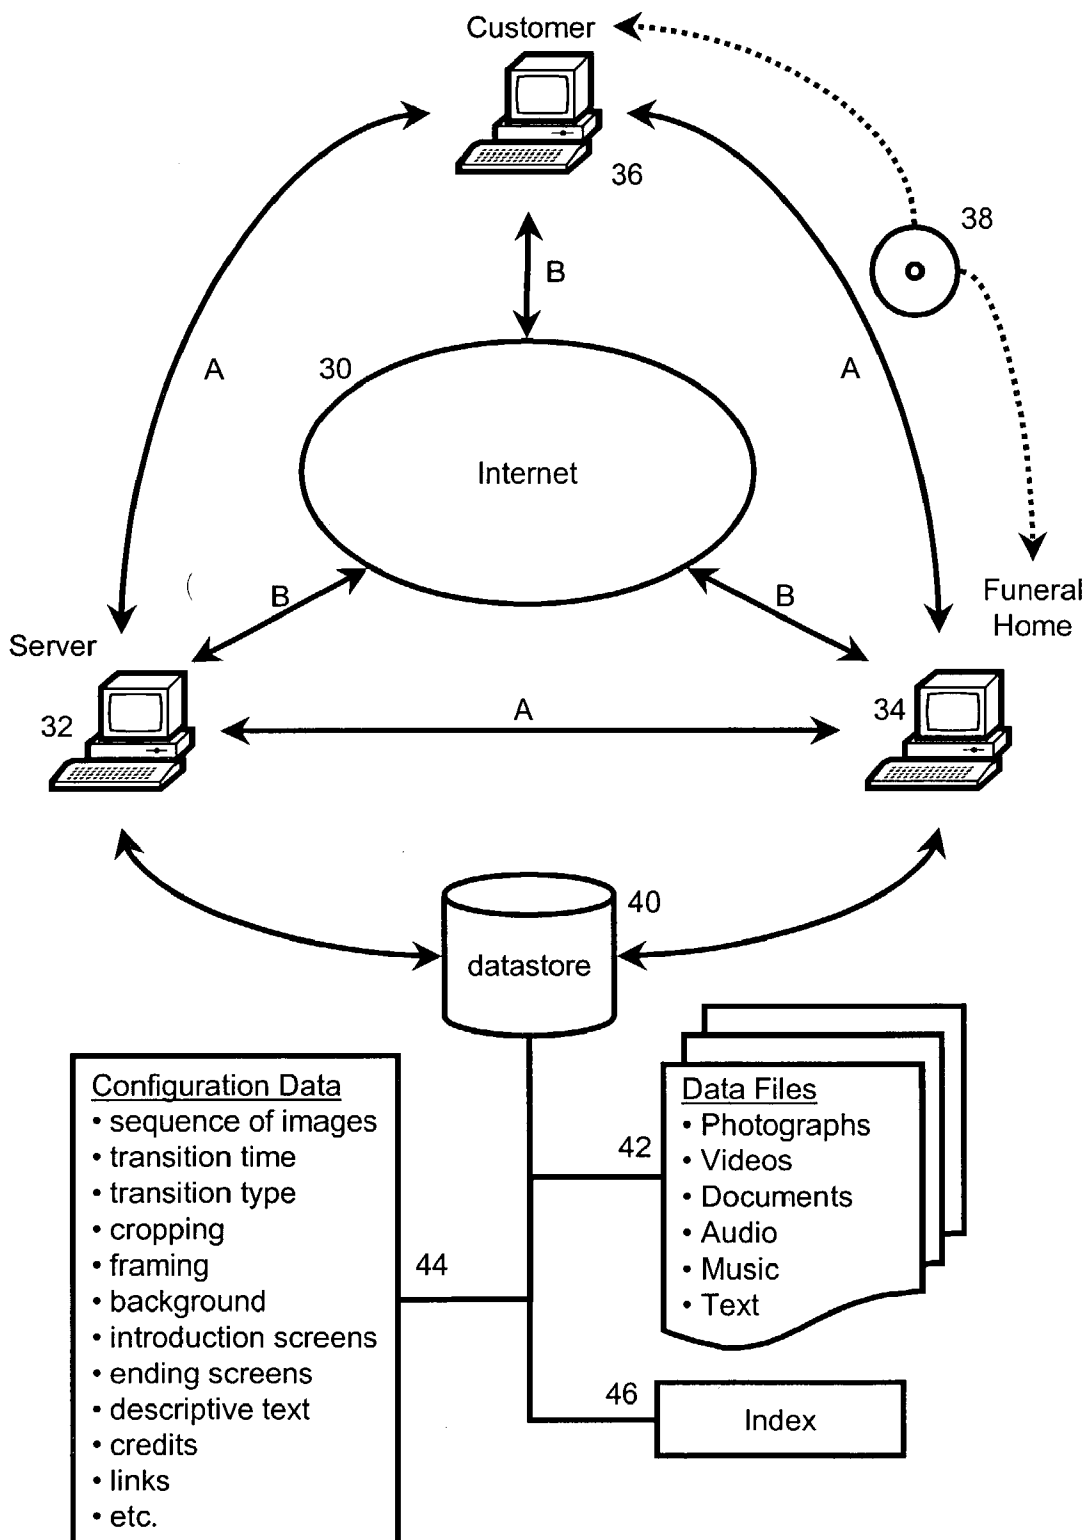 Customer
36
38
B
A
30
A
Internet
B
B
Funeral
Home
Server
32
A
34
40
datastore
Configuration Data
• sequence of images
• transition time
• transition type
• cropping
• framing
• background
• introduction screens
• ending screens
• descriptive text
• credits
• links
• etc.
44
42
Data Files
• Photographs
• Videos
• Documents
• Audio
• Music
• Text
46
Index